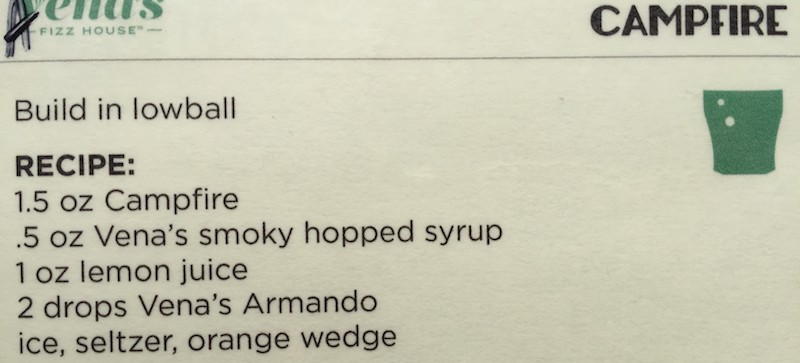 Vena's
FIZZ HOUSE™
CAMPFIRE
Build in lowball
RECIPE:
1.5 oz Campfire
.5 oz Vena's smoky hopped syrup
1 oz lemon juice
2 drops Vena's Armando
ice, seltzer, orange wedge